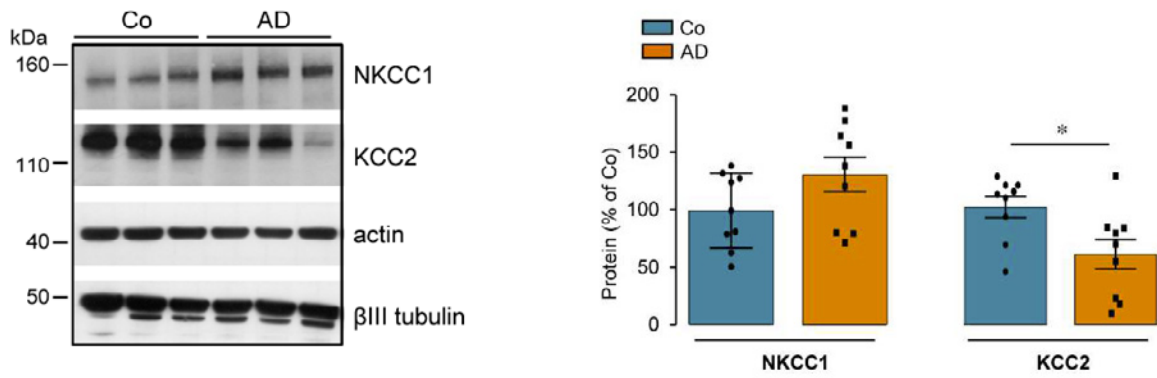 Co AD
kDa
160
NKCC1
KCC2
110
actin
40
50
βIII tubulin
Co
AD
Protein (% of Co)
200
150
100
50
0
*
NKCC1 KCC2